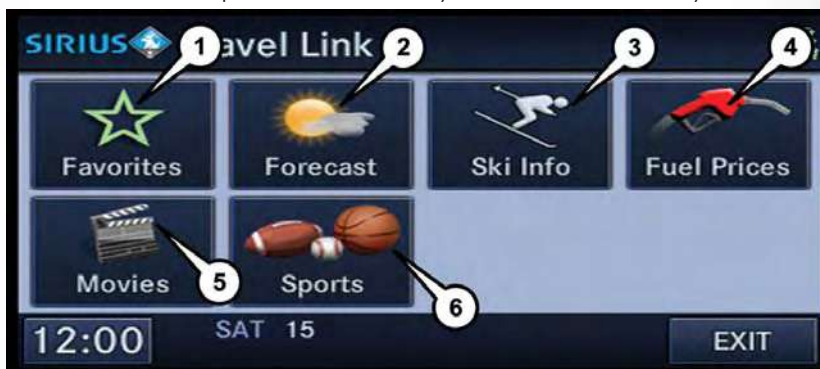 SIRIUS avel Link
1 2 3 4
Favorites Forecast Ski Info Fuel Prices
5 6
Movies Sports
12:00 SAT 15 EXIT